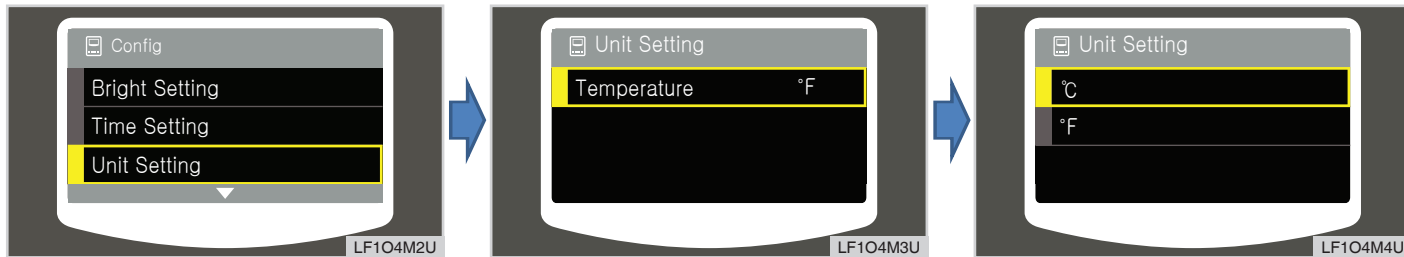 Config
Bright Setting
Time Setting
Unit Setting
LF1O4M2U
Unit Setting
Temperature °F
LF1O4M3U
Unit Setting
℃
°F
LF1O4M4U